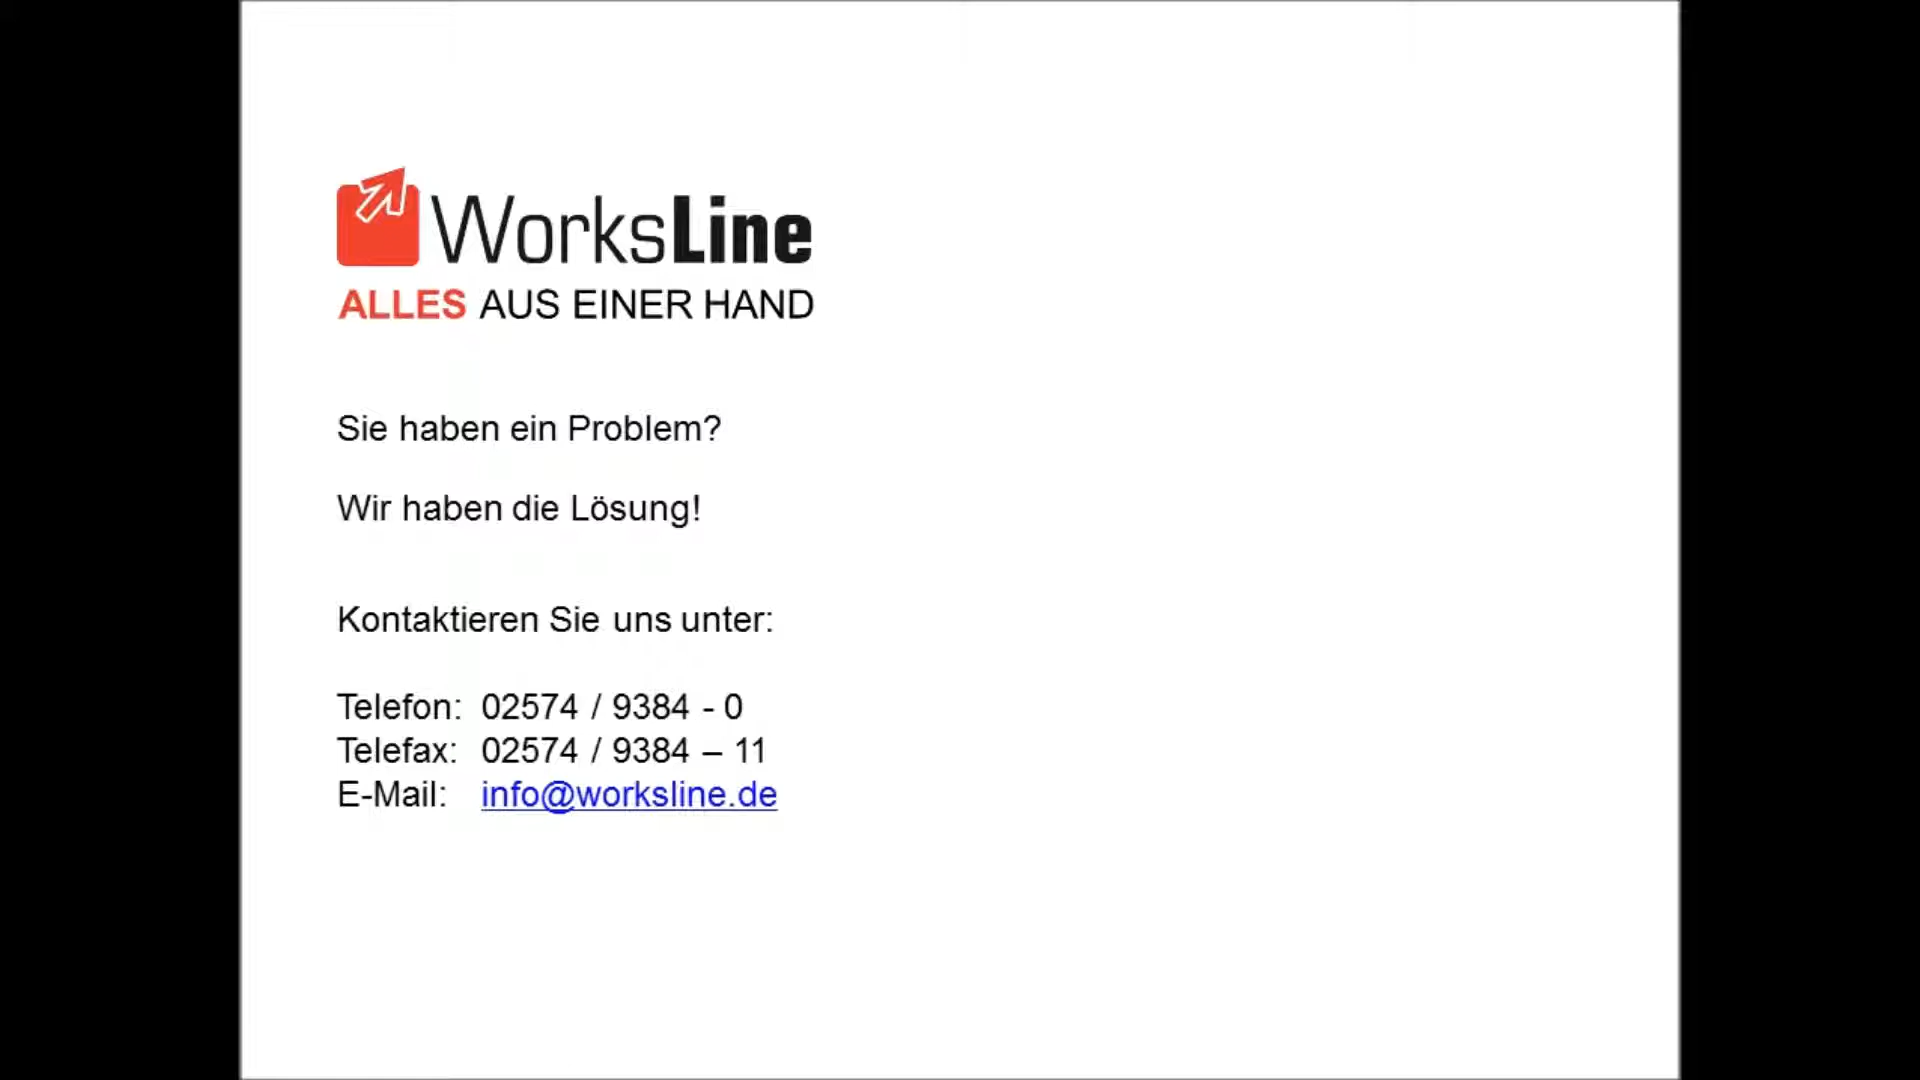 WorksLine
ALLES AUS EINER HAND
Sie haben ein Problem?
Wir haben die Lösung!
Kontaktieren Sie uns unter:
Telefon: 02574 / 9384 - 0
Telefax: 02574 / 9384 – 11
E-Mail: info@worksline.de